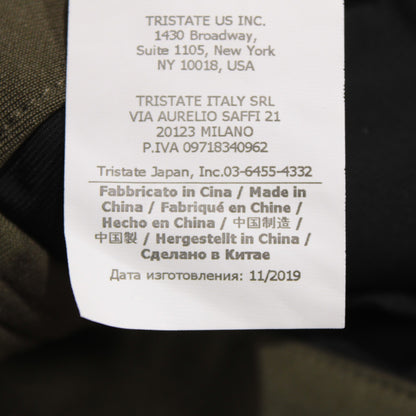 TRISTATE US INC.
1430 Broadway,
Suite 1105, New York
NY 10018, USA
TRISTATE ITALY SRL
VIA AURELIO SAFFI 21
20123 MILANO
P.IVA 09718340962
Tristate Japan, Inc.03-6455-4332
Fabbricato in Cina / Made in
China / Fabriqué en Chine /
Hecho en China / 中国制造 /
中国製 / Hergestellt in China /
Сделано в Китае
Дата изготовления: 11/2019